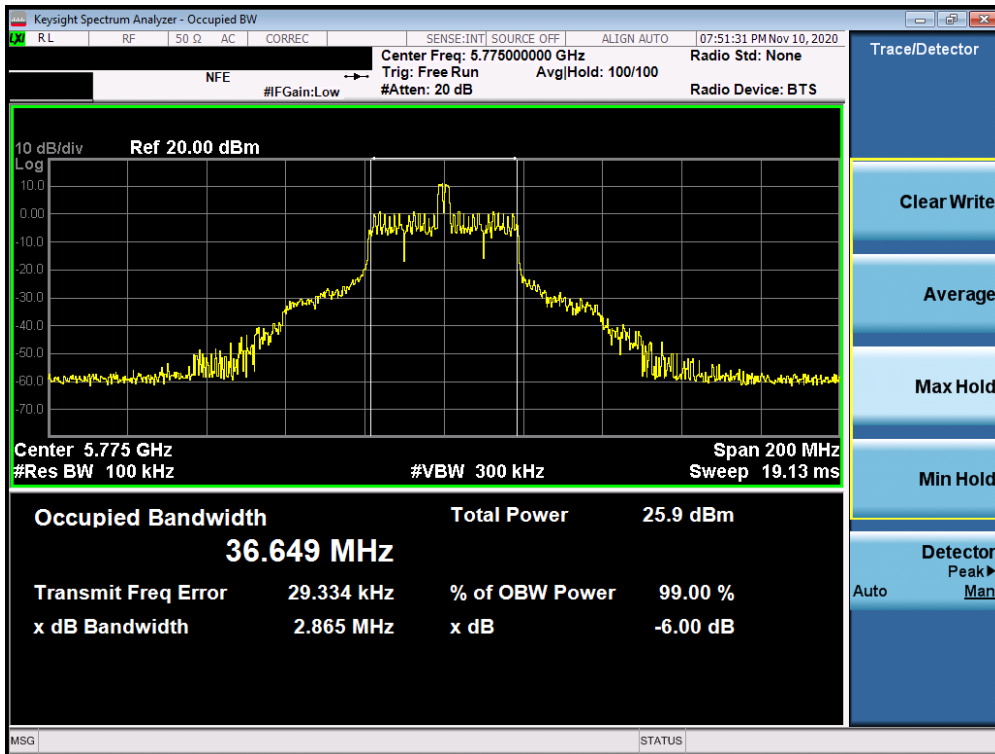 Keysight Spectrum Analyzer - Occupied BW
LXI RL RF 50 Ω AC CORREC SENSE:INT SOURCE OFF ALIGN AUTO 07:51:31 PM Nov 10, 2020
Center Freq: 5.775000000 GHz Radio Std: None
NFE Trig: Free Run Avg|Hold: 100/100
#IFGain:Low #Atten: 20 dB Radio Device: BTS
10 dB/div Ref 20.00 dBm
Log
10.0
0.00
-10.0
-20.0
-30.0
-40.0
-50.0
-60.0
-70.0
Center 5.775 GHz Span 200 MHz
#Res BW 100 kHz #VBW 300 kHz Sweep 19.13 ms
Occupied Bandwidth Total Power 25.9 dBm
36.649 MHz
Transmit Freq Error 29.334 kHz % of OBW Power 99.00 %
x dB Bandwidth 2.865 MHz x dB -6.00 dB
MSG STATUS
Trace/Detector
Clear Write
Average
Max Hold
Min Hold
Detector
Peak▶
Auto Man